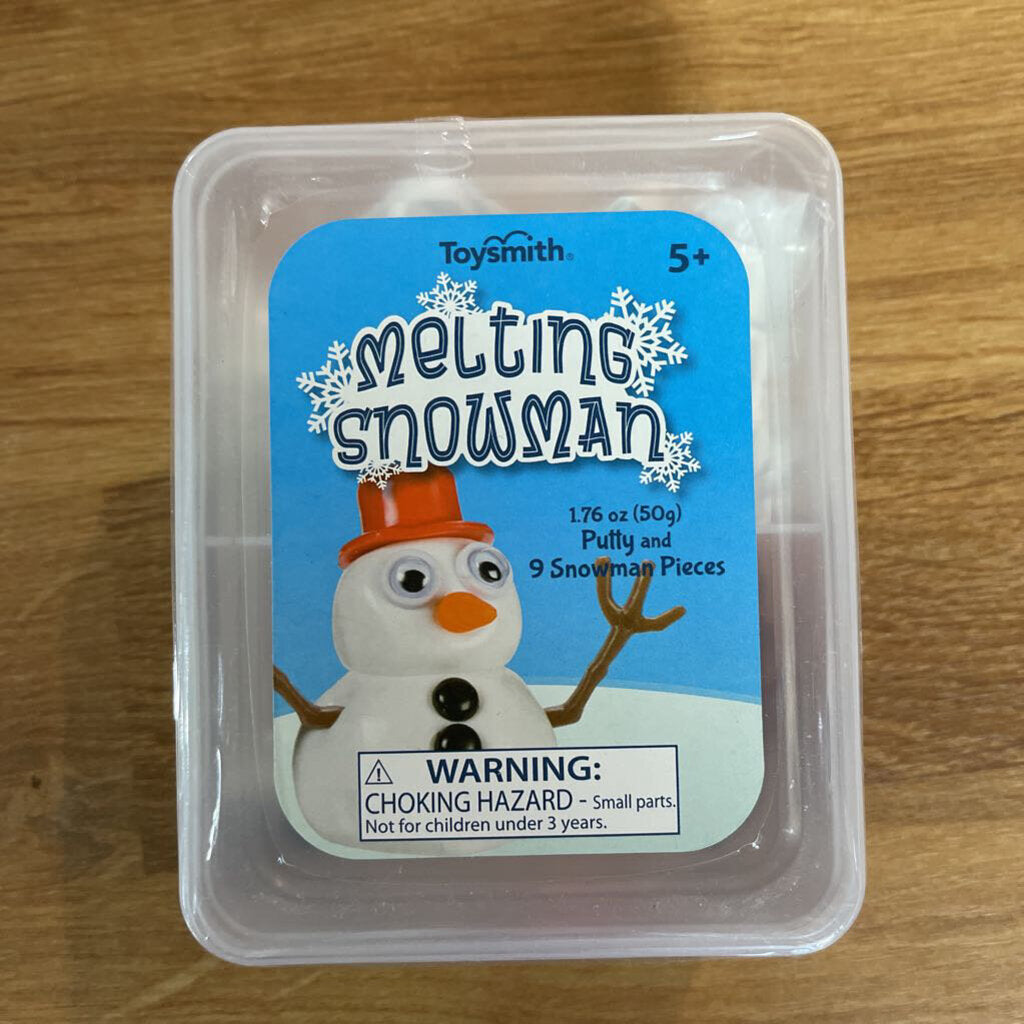 Toysmith®
5+
MELTING
SNOWMAN
1.76 oz (50g)
Putty and
9 Snowman Pieces
WARNING:
CHOKING HAZARD - Small parts.
Not for children under 3 years.